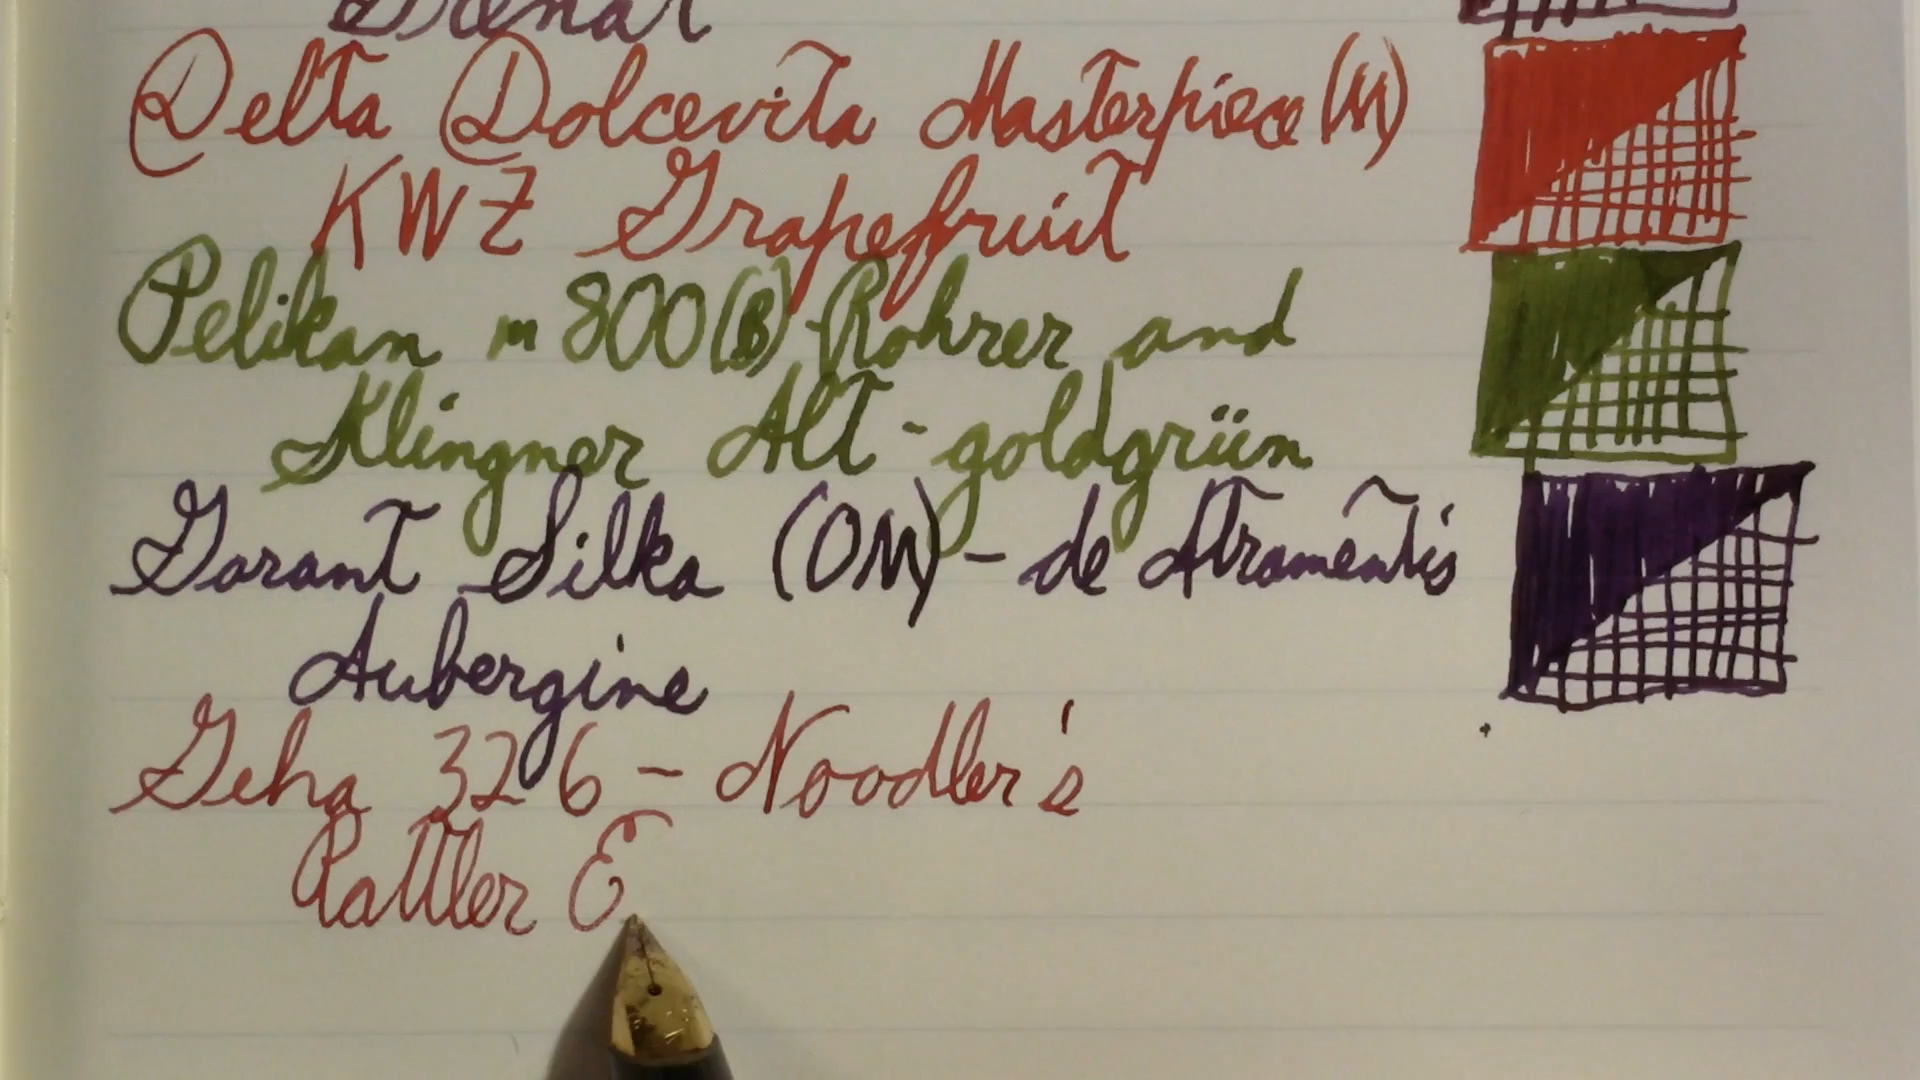 Delta Dolcevita Masterpiece (M)
KWZ Grapefruit
Pelikan m800 (B) - Rohrer and
Klingner Alt-goldgrün
Garant Silka (OM) - de Atramentis
Aubergine
Geha 326 - Noodler's
Rattler E